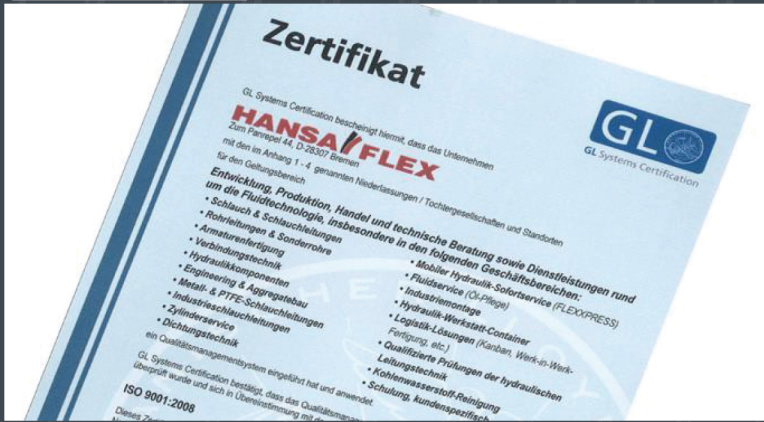 Zertifikat
GL
GL Systems Certification
GL Systems Certification bescheinigt hiermit, dass das Unternehmen
HANSA FLEX
Zum Panrepel 44, D-28307 Bremen
mit den im Anhang 1 - 4 genannten Niederlassungen / Tochtergesellschaften und Standorten
für den Geltungsbereich
Entwicklung, Produktion, Handel und technische Beratung sowie Dienstleistungen rund
um die Fluidtechnologie, insbesondere in den folgenden Geschäftsbereichen:
• Schlauch & Schlauchleitungen
• Rohrleitungen & Sonderrohre
• Armaturenfertigung
• Verbindungstechnik
• Hydraulikkomponenten
• Engineering & Aggregatebau
• Metall- & PTFE-Schlauchleitungen
• Industrieschlauchleitungen
• Zylinderservice
• Dichtungstechnik
• Mobiler Hydraulik-Sofortservice (FLEXXPRESS)
• Fluidservice (Öl-Pflege)
• Industriemontage
• Hydraulik-Werkstatt-Container
• Logistik-Lösungen (Kanban, Werk-in-Werk-
Fertigung, etc.)
• Qualifizierte Prüfungen der hydraulischen
Leitungstechnik
• Kohlenwasserstoff-Reinigung
• Schulung, kundenspezifisch
ein Qualitätsmanagementsystem eingeführt hat und anwendet.
GL Systems Certification bestätigt, dass das Qualitätsmanag
überprüft wurde und sich in Übereinstimmung mit de
ISO 9001:2008